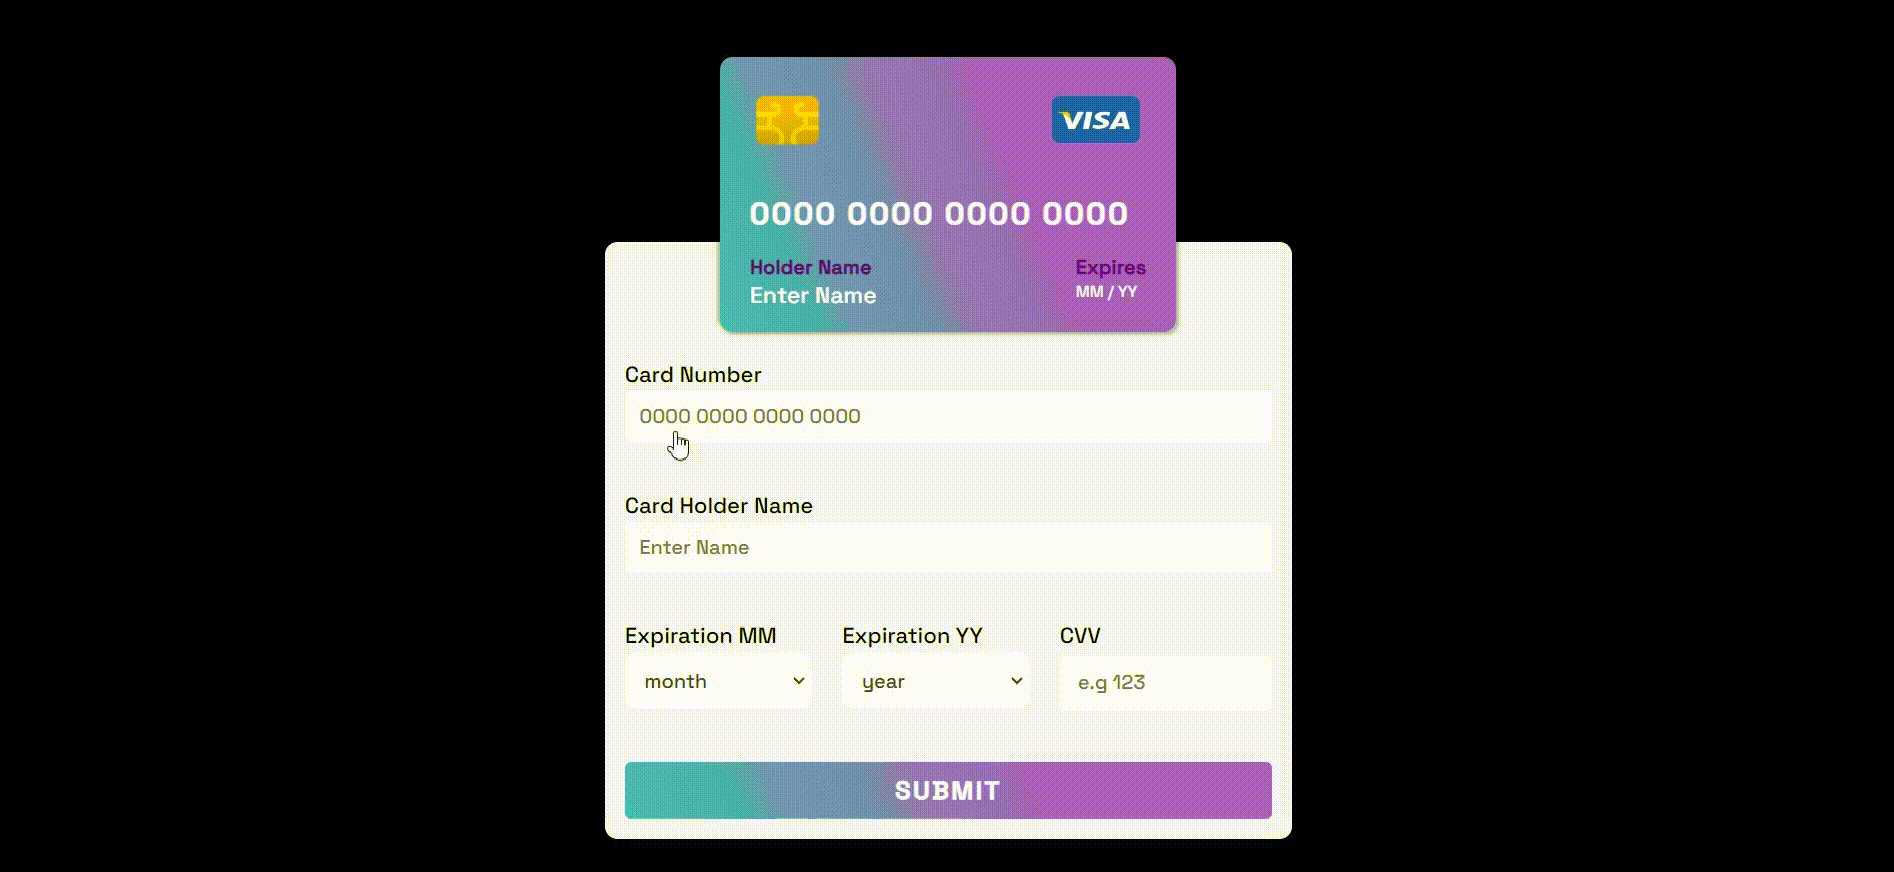 VISA
0000 0000 0000 0000
Holder Name
Expires
Enter Name
MM / YY
Card Number
0000 0000 0000 0000
Card Holder Name
Enter Name
Expiration MM
Expiration YY
CVV
month
year
e.g 123
SUBMIT